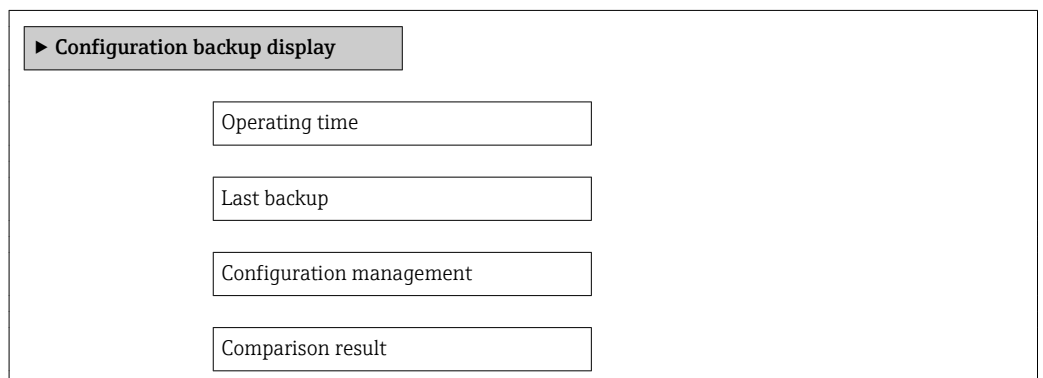 ▶ Configuration backup display
Operating time
Last backup
Configuration management
Comparison result